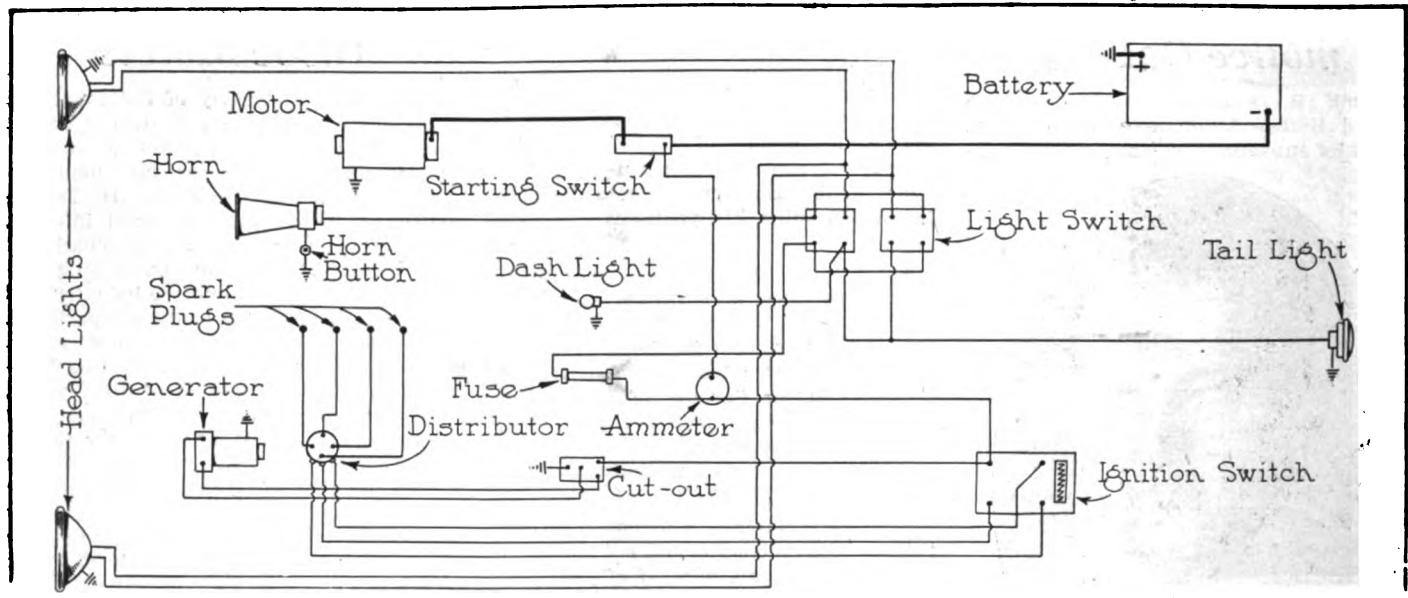 Motor
Battery
Horn
Starting Switch
Light Switch
Horn
Button
Dash Light
Tail Light
Spark
Plugs
Head Lights
Generator
Fuse
Distributor
Ammeter
Cut-out
Ignition Switch
+
-